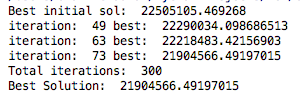 Best initial sol:  22505105.469268
iteration:   49 best:  22290034.098686513
iteration:   63 best:  22218483.42156903
iteration:   73 best:  21904566.49197015
Total iterations:  300
Best Solution:  21904566.49197015